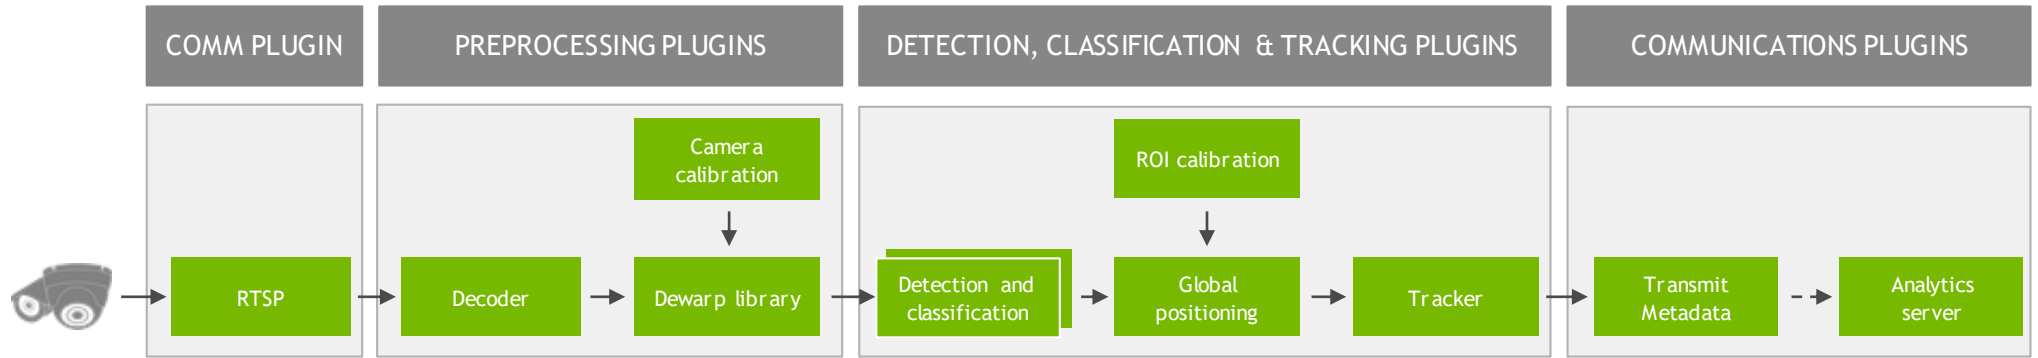 COMM PLUGIN
PREPROCESSING PLUGINS
DETECTION, CLASSIFICATION & TRACKING PLUGINS
COMMUNICATIONS PLUGINS
Camera
calibration
ROI calibration
RTSP
Decoder
Dewarp library
Detection and
classification
Global
positioning
Tracker
Transmit
Metadata
Analytics
server